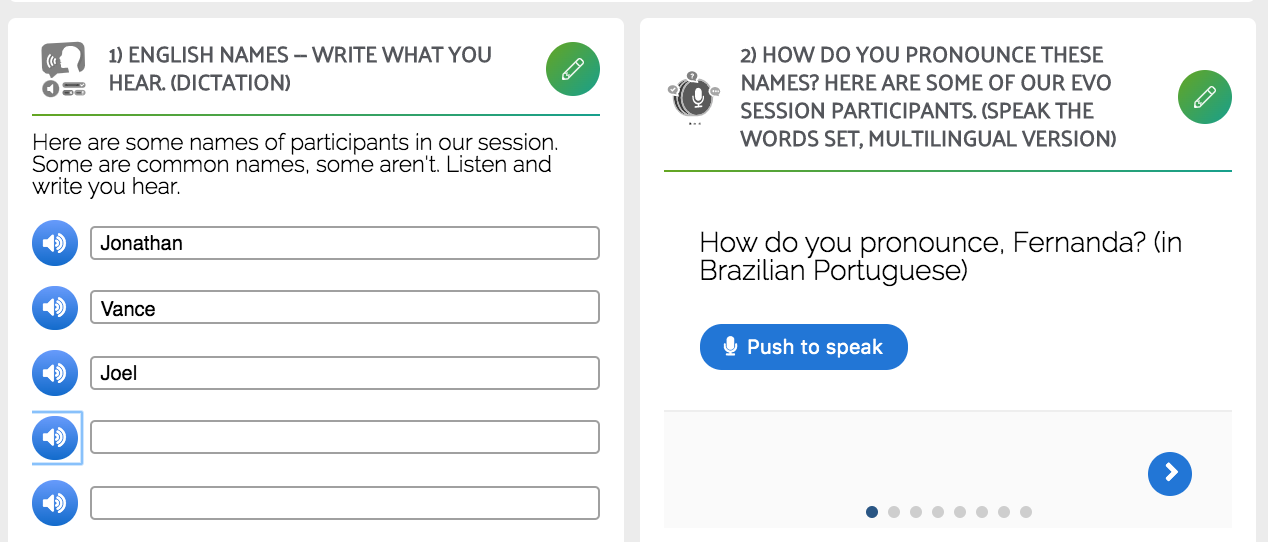 1) ENGLISH NAMES – WRITE WHAT YOU
HEAR. (DICTATION)
Here are some names of participants in our session.
Some are common names, some aren't. Listen and
write you hear.
Jonathan
Vance
Joel
2) HOW DO YOU PRONOUNCE THESE
NAMES? HERE ARE SOME OF OUR EVO
SESSION PARTICIPANTS. (SPEAK THE
WORDS SET, MULTILINGUAL VERSION)
How do you pronounce, Fernanda? (in
Brazilian Portuguese)
Push to speak